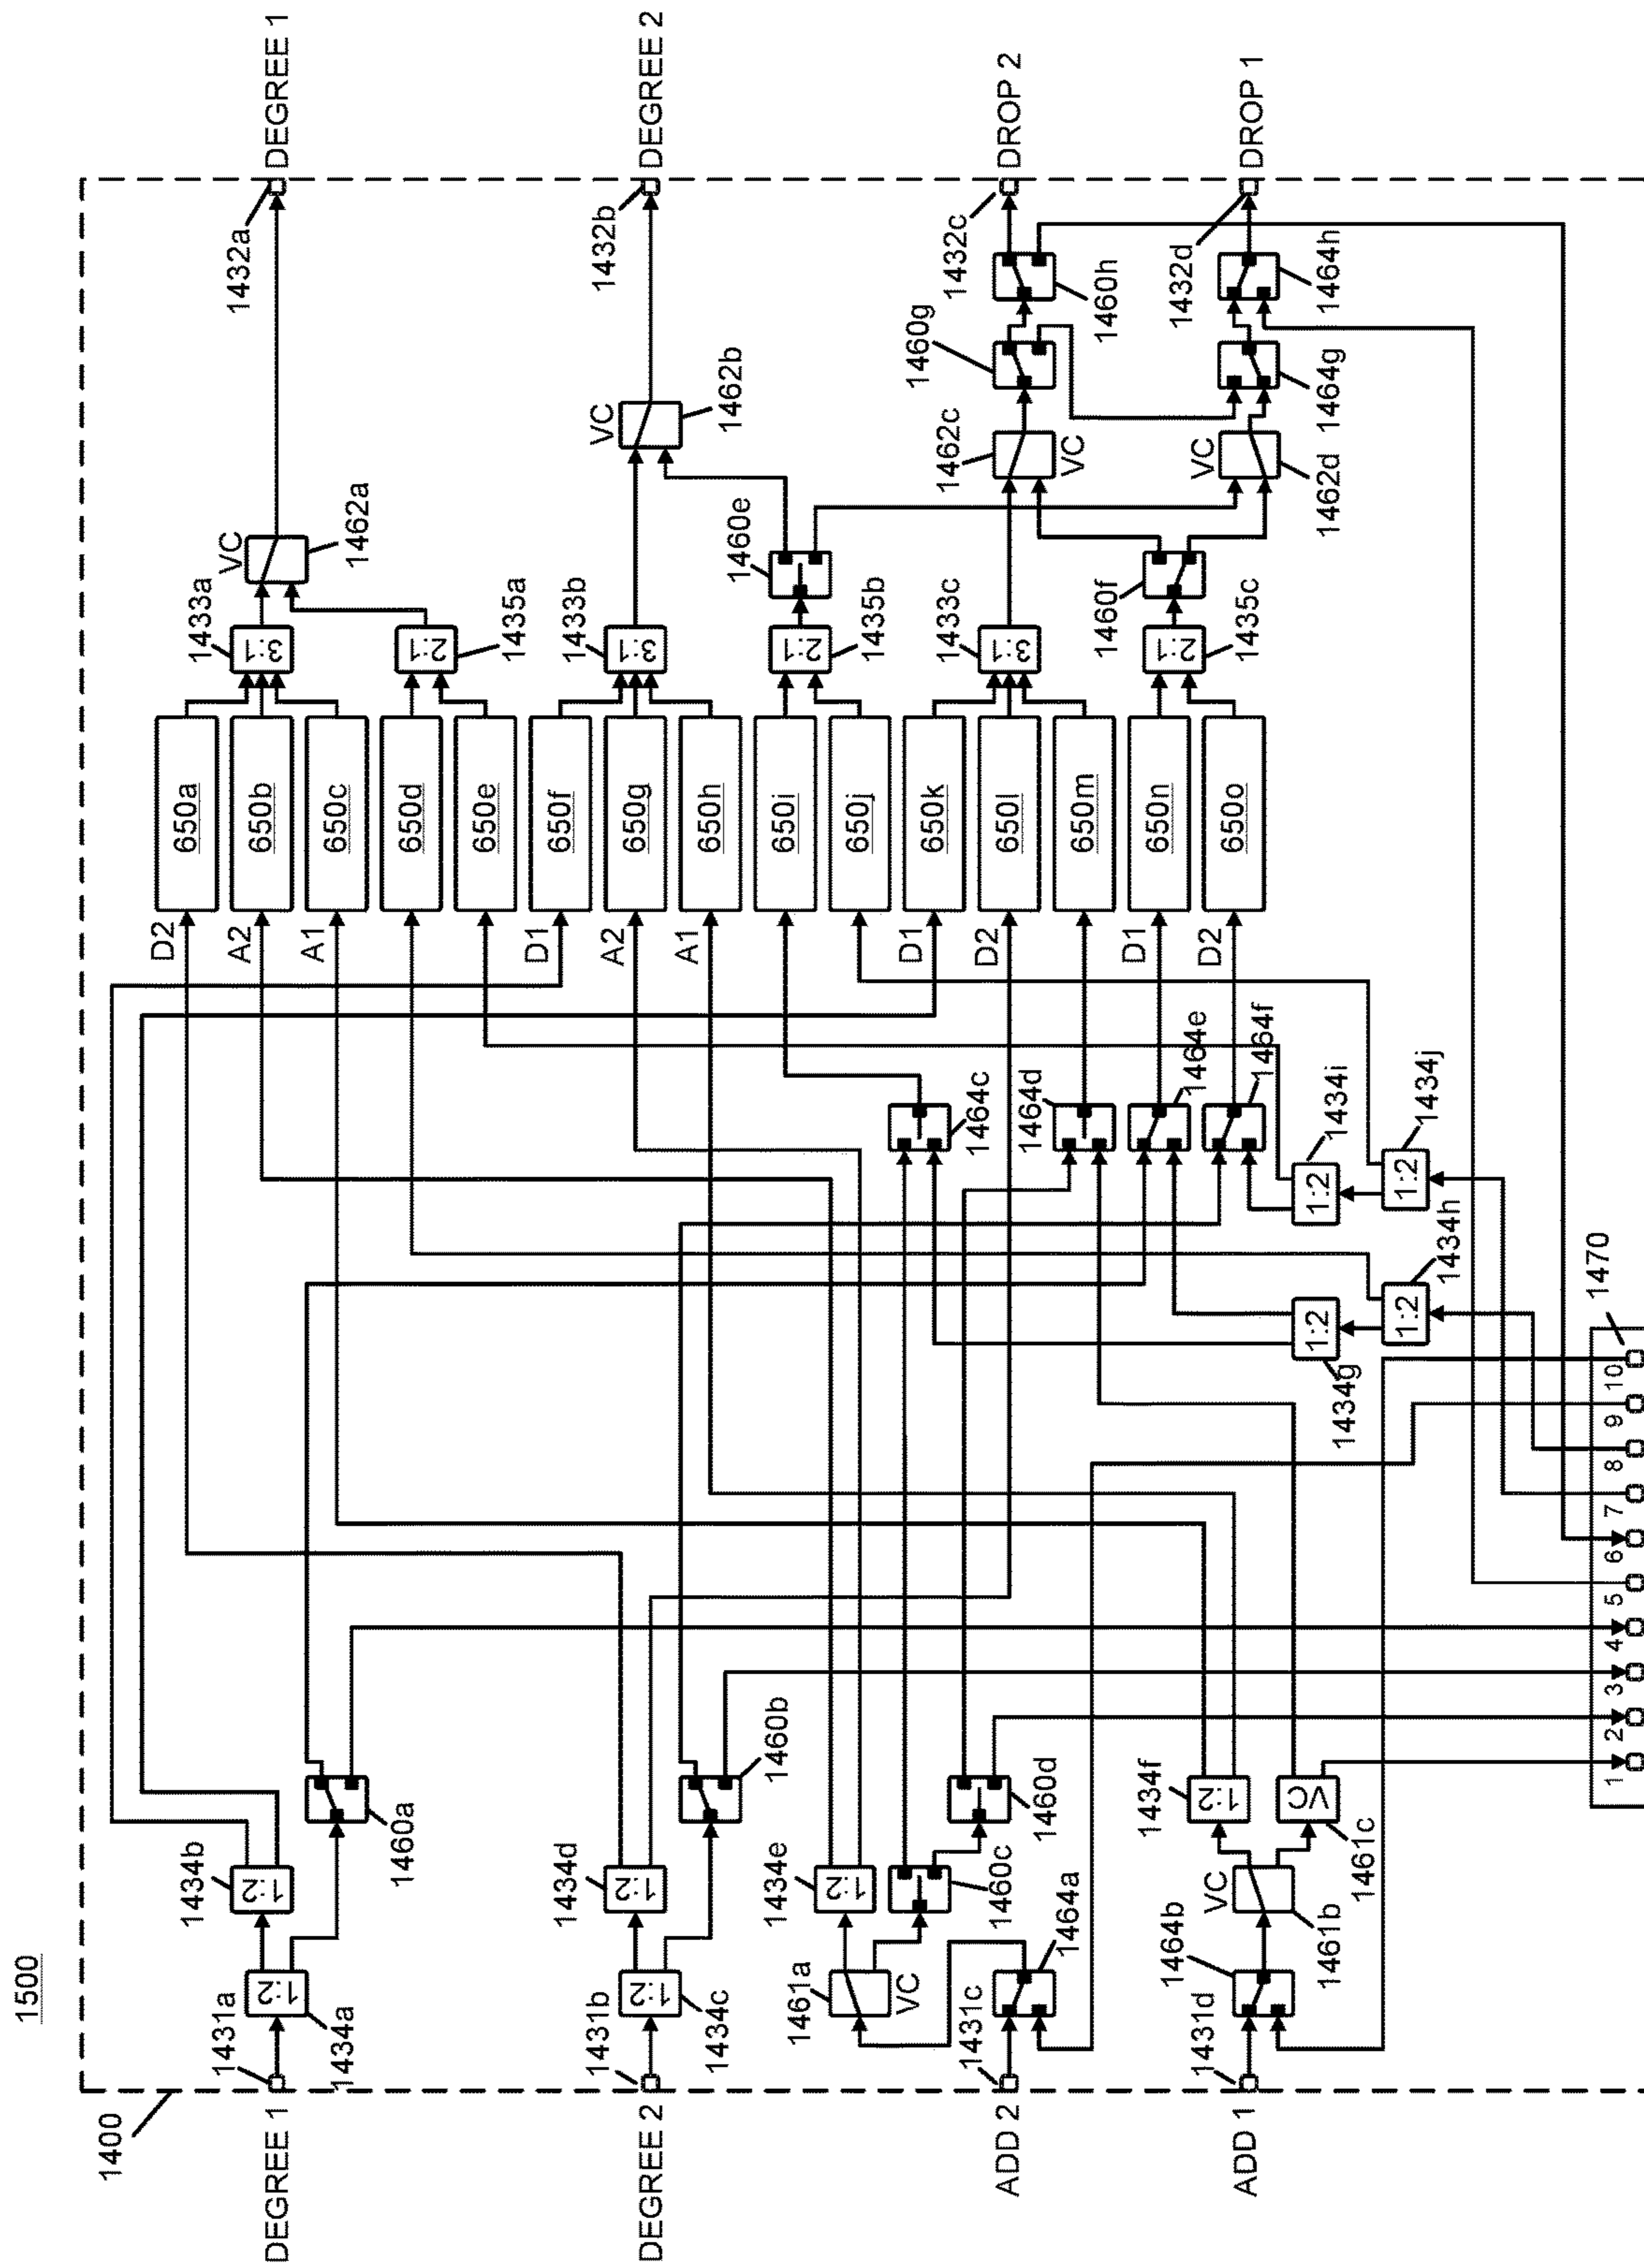 1500
1400
DEGREE 1
1431a
1434a
1:2
1434b
1:2
1460a
DEGREE 2
1431b
1434c
1:2
1434d
1:2
1460b
ADD 2
1431c
1461a
VC
1434e
1:2
1460c
1464a
1460d
ADD 1
1431d
1464b
VC
1461b
1434f
1:2
VC
1461c
1470
1
2
3
4
5
6
7
8
9
10
1434g
1:2
1434h
1:2
1434i
1:2
1434j
1:2
1464c
1464d
1464e
1464f
D2
A2
A1
D1
A2
A1
D1
D2
D1
D2
650a
650b
650c
650d
650e
650f
650g
650h
650i
650j
650k
650l
650m
650n
650o
1433a
3:1
2:1
1435a
VC
1462a
1433b
3:1
2:1
1435b
1460e
VC
1462b
1433c
3:1
2:1
1435c
1460f
1462c
VC
VC
1462d
1460g
1464g
1460h
1464h
1432a
DEGREE 1
1432b
DEGREE 2
1432c
DROP 2
1432d
DROP 1